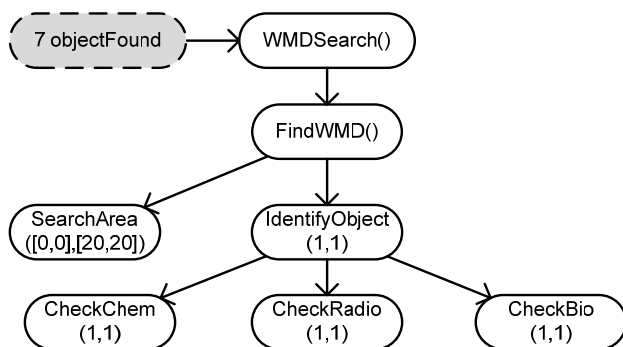 7 objectFound
WMDSearch()
FindWMD()
SearchArea
([0,0],[20,20])
IdentifyObject
(1,1)
CheckChem
(1,1)
CheckRadio
(1,1)
CheckBio
(1,1)